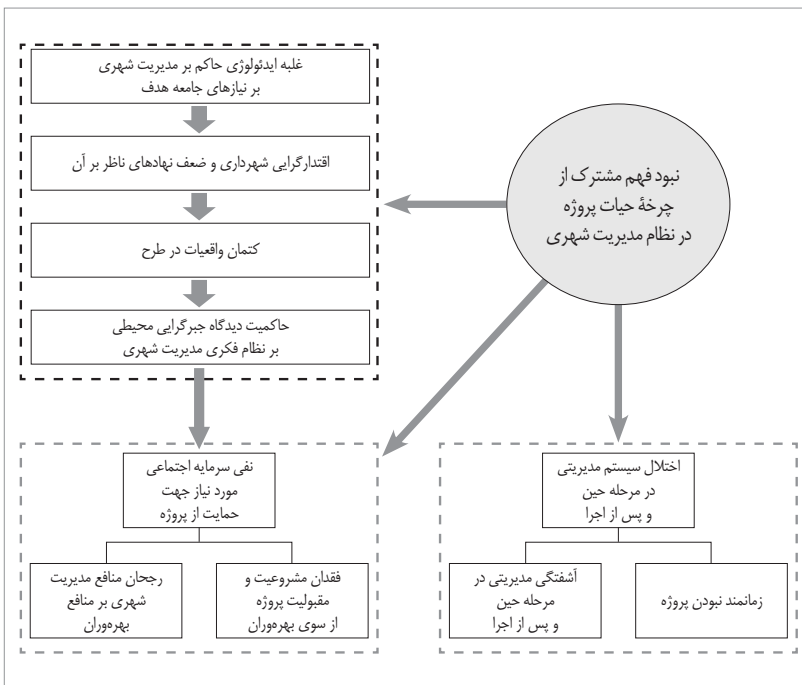 غلبه ایدئولوژی حاکم بر مدیریت شهری
بر نیازهای جامعه هدف
اقتدارگرایی شهرداری و ضعف نهادهای ناظر بر آن
کتمان واقعیات در طرح
حاکمیت دیدگاه جبرگرایی محیطی
بر نظام فکری مدیریت شهری
نبود فهم مشترک از
چرخهٔ حیات پروژه
در نظام مدیریت شهری
اختلال سیستم مدیریتی
در مرحله حین
و پس از اجرا
زمانمند نبودن پروژه
آشفتگی مدیریتی در
مرحله حین
و پس از اجرا
نفی سرمایه اجتماعی
مورد نیاز جهت
حمایت از پروژه
فقدان مشروعیت و
مقبولیت پروژه
از سوی بهره‌وران
رجحان منافع مدیریت
شهری بر منافع
بهره‌وران